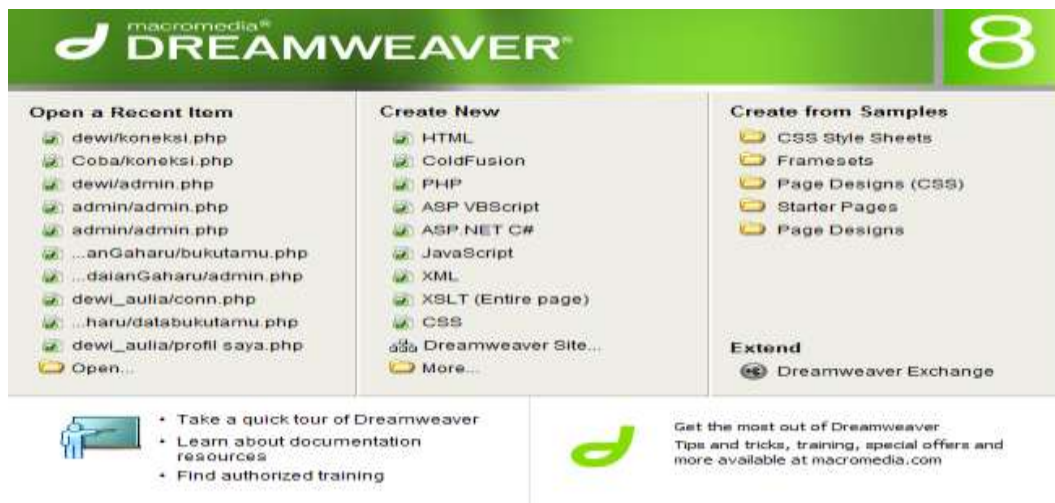 macromedia®
DREAMWEAVER®
8
Open a Recent Item
dewi/koneksi.php
Coba/koneksi.php
dewi/admin.php
admin/admin.php
admin/admin.php
...anGaharu/bukutamu.php
...daianGaharu/admin.php
dewi_aulia/conn.php
...haru/databukutamu.php
dewi_aulia/profil saya.php
Open...
Create New
HTML
ColdFusion
PHP
ASP VBScript
ASP.NET C#
JavaScript
XML
XSLT (Entire page)
CSS
Dreamweaver Site...
More...
Create from Samples
CSS Style Sheets
Framesets
Page Designs (CSS)
Starter Pages
Page Designs
Extend
Dreamweaver Exchange
• Take a quick tour of Dreamweaver
• Learn about documentation
resources
• Find authorized training
Get the most out of Dreamweaver
Tips and tricks, training, special offers and
more available at macromedia.com